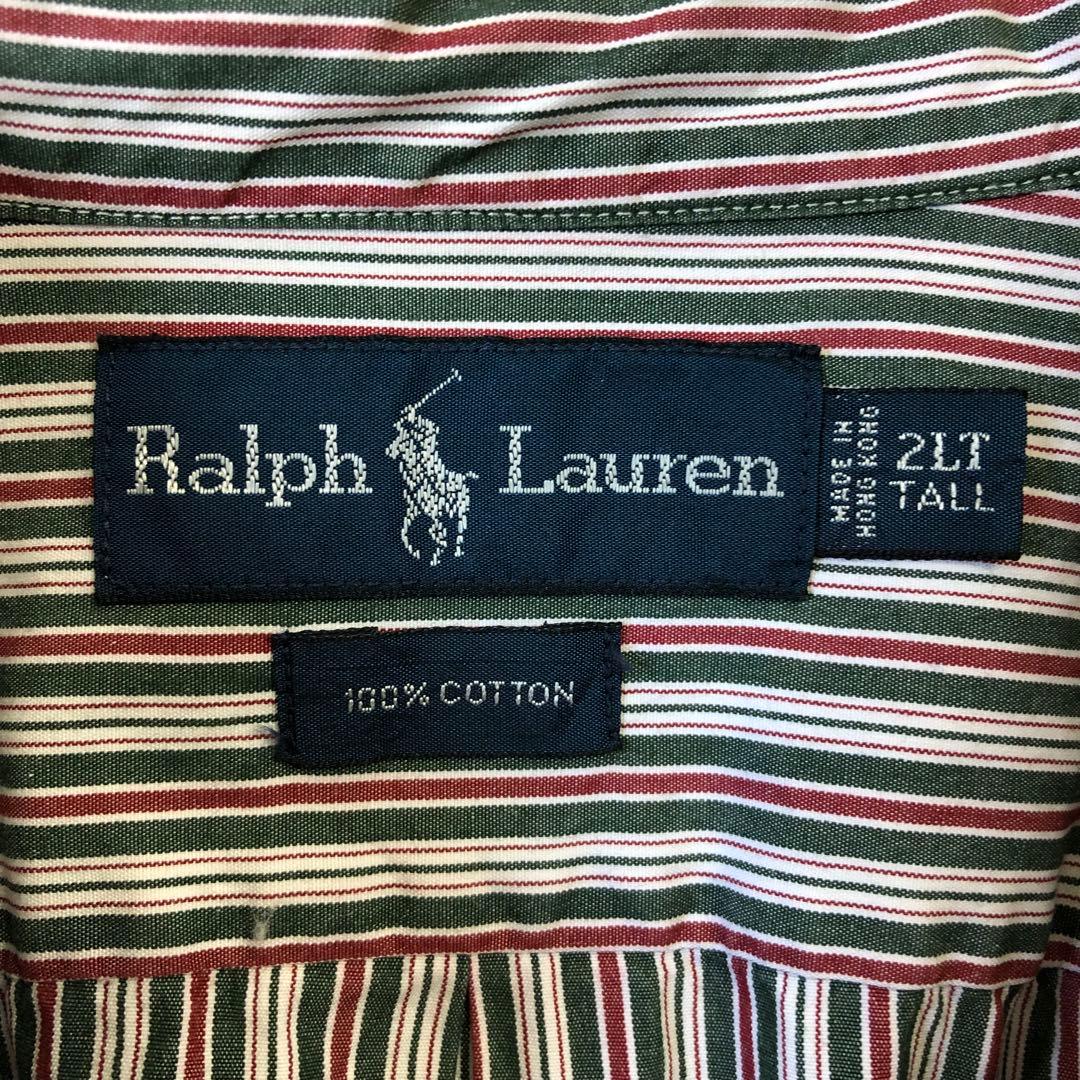 Ralph Lauren
MADE IN
HONG KONG
2LT
TALL
100% COTTON